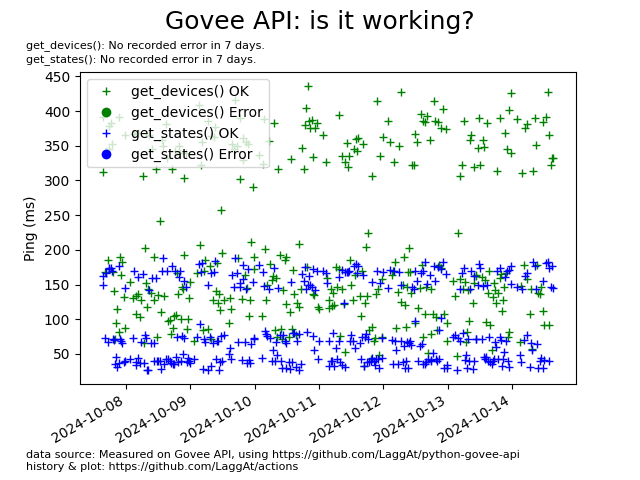 Govee API: is it working?
get_devices(): No recorded error in 7 days.
get_states(): No recorded error in 7 days.
450
400
350
300
250
200
150
100
50
Ping (ms)
get_devices() OK
get_devices() Error
get_states() OK
get_states() Error
2024-10-08
2024-10-09
2024-10-10
2024-10-11
2024-10-12
2024-10-13
2024-10-14
data source: Measured on Govee API, using https://github.com/LaggAt/python-govee-api
history & plot: https://github.com/LaggAt/actions